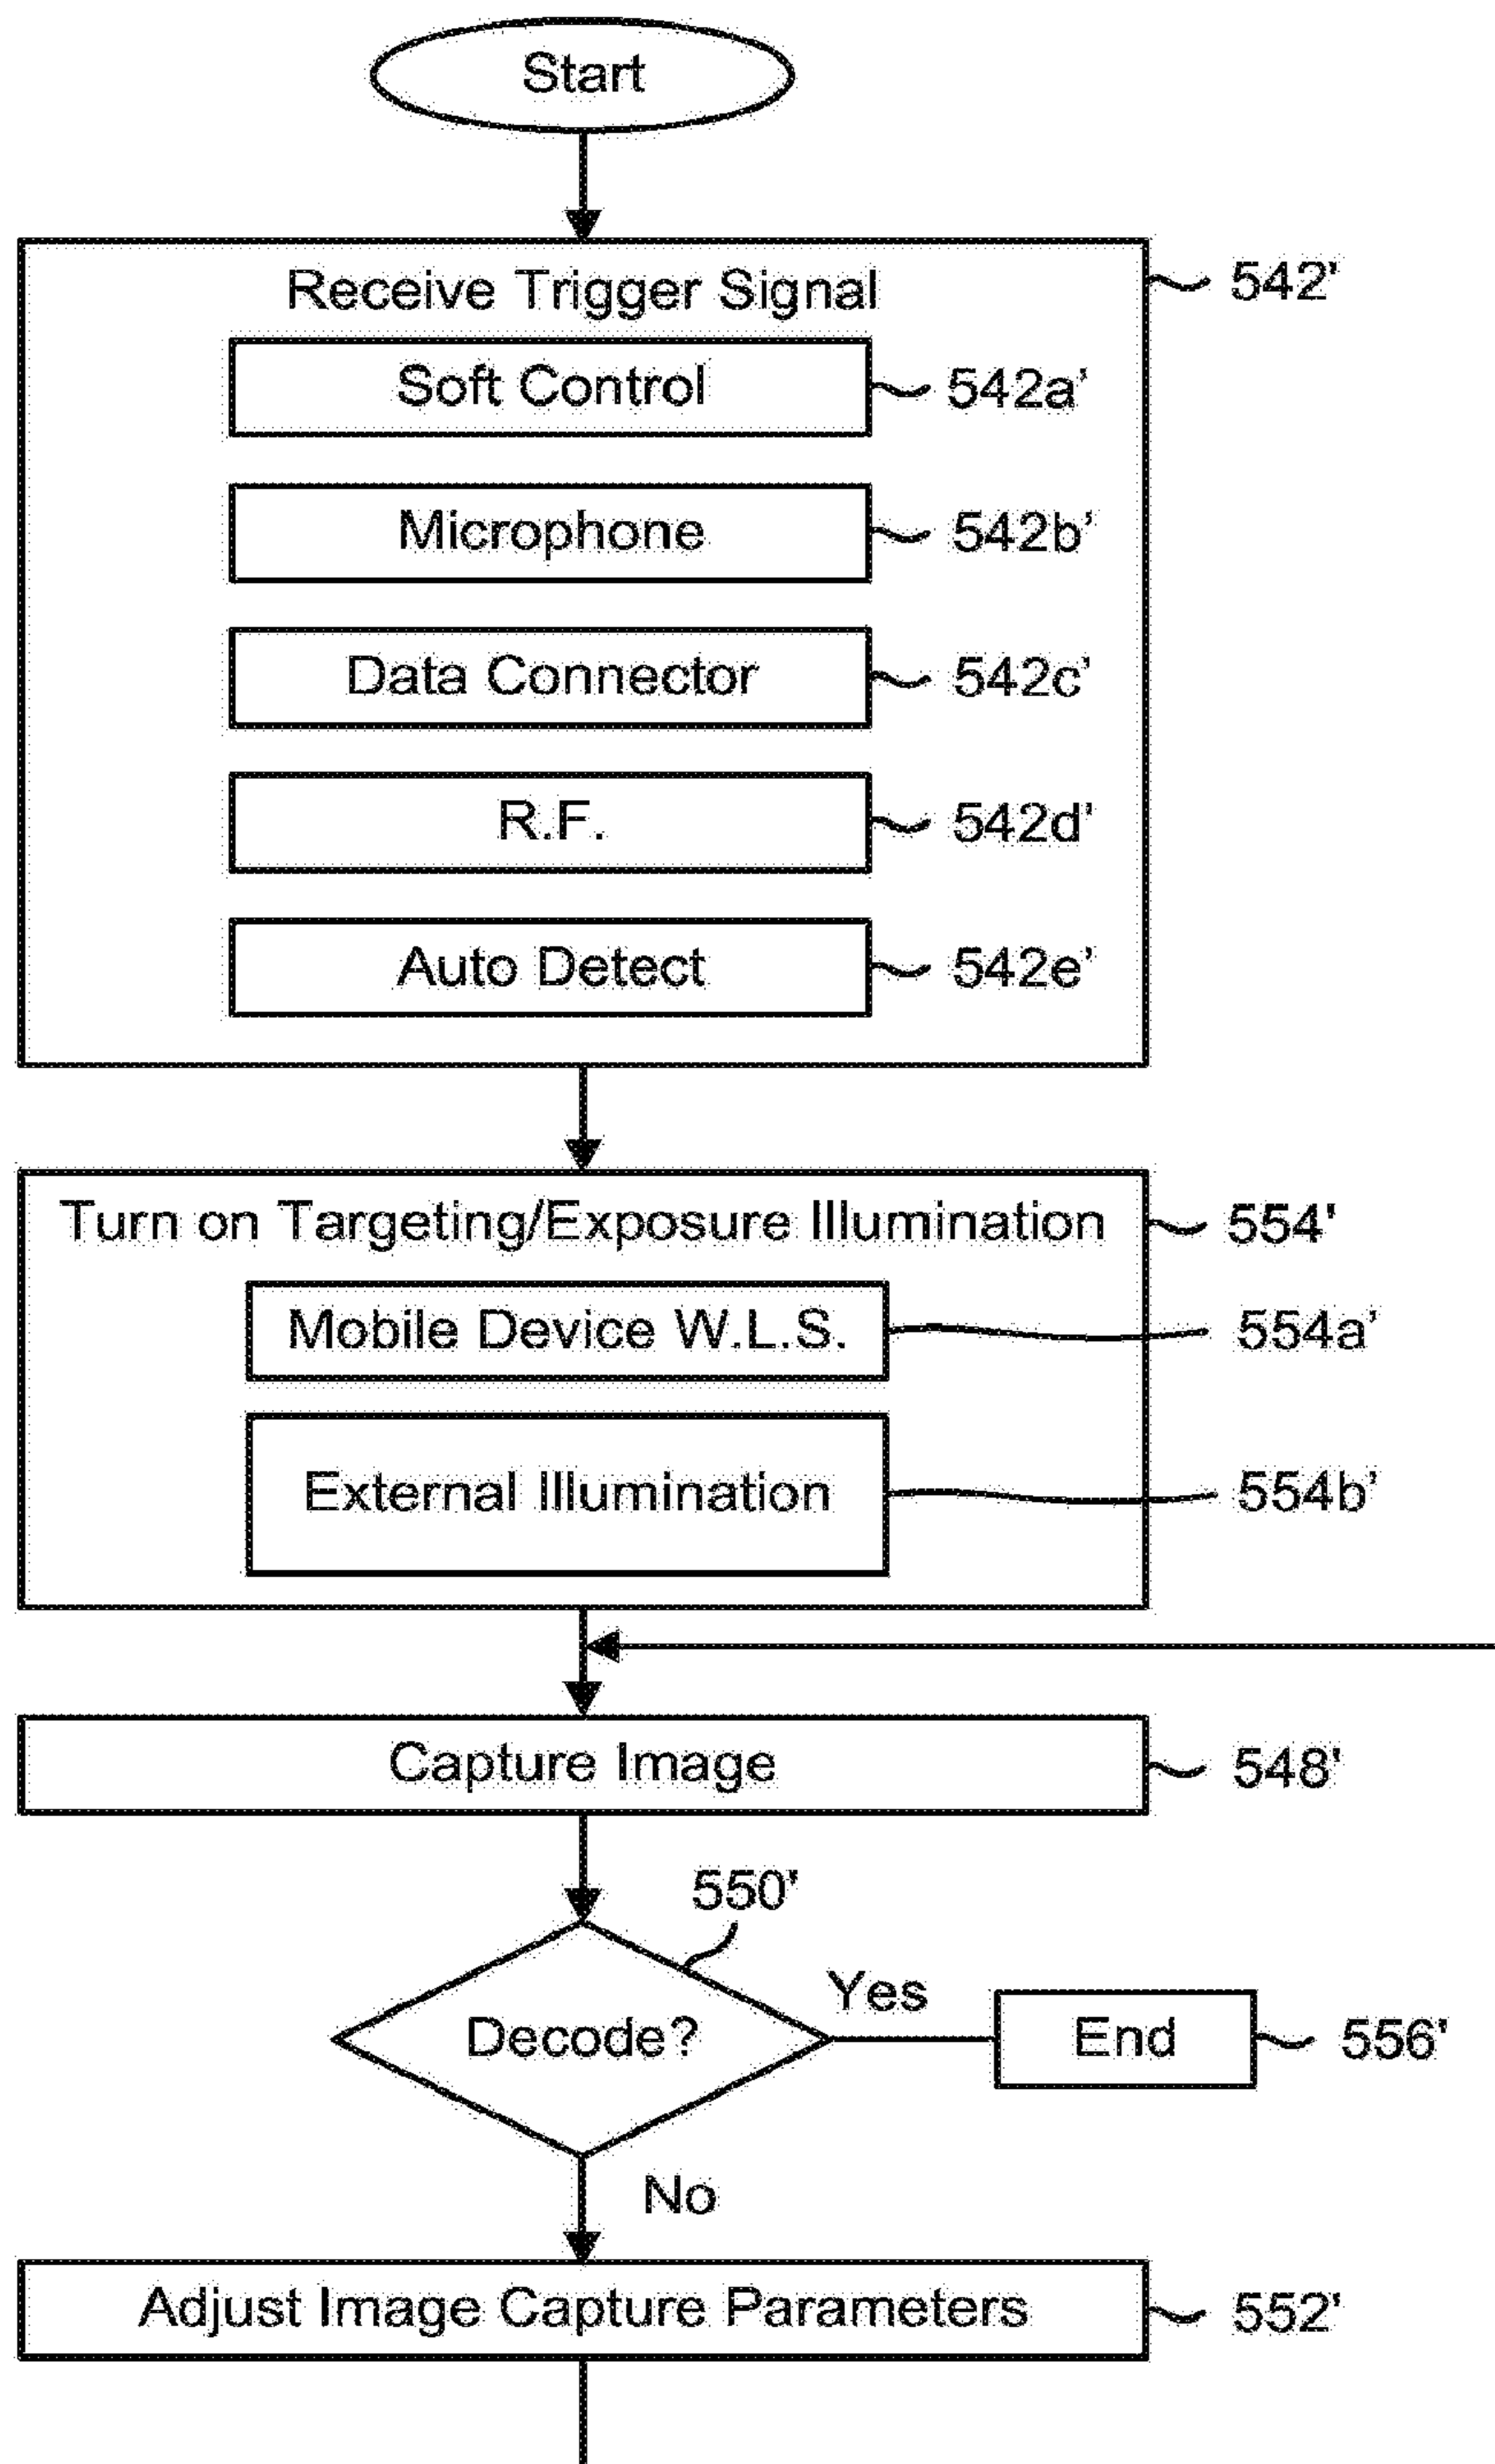 Start
Receive Trigger Signal
542'
Soft Control
542a’
Microphone
542b’
Data Connector
542c’
R.F.
542d’
Auto Detect
542e’
Turn on Targeting/Exposure Illumination
554'
Mobile Device W.L.S.
554a’
External Illumination
554b’
Capture Image
548'
550'
Decode?
Yes
End
556'
No
Adjust Image Capture Parameters
552'